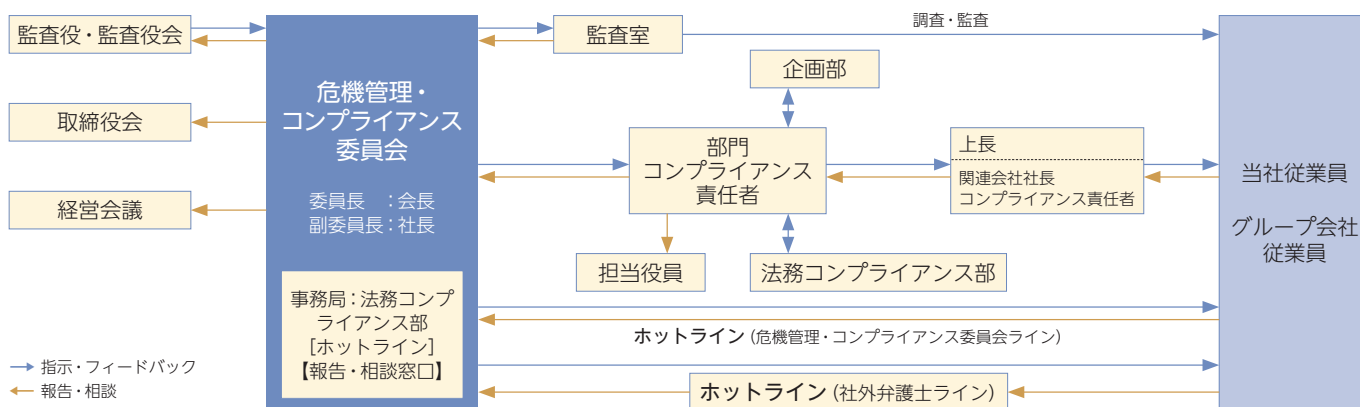 監査役・監査役会
取締役会
経営会議
指示・フィードバック
報告・相談
危機管理・
コンプライアンス
委員会
委員長　：会長
副委員長：社長
事務局：法務コンプ
ライアンス部
[ホットライン]
【報告・相談窓口】
監査室
調査・監査
企画部
部門
コンプライアンス
責任者
担当役員
法務コンプライアンス部
上長
関連会社社長
コンプライアンス責任者
ホットライン (危機管理・コンプライアンス委員会ライン)
ホットライン (社外弁護士ライン)
当社従業員
グループ会社
従業員